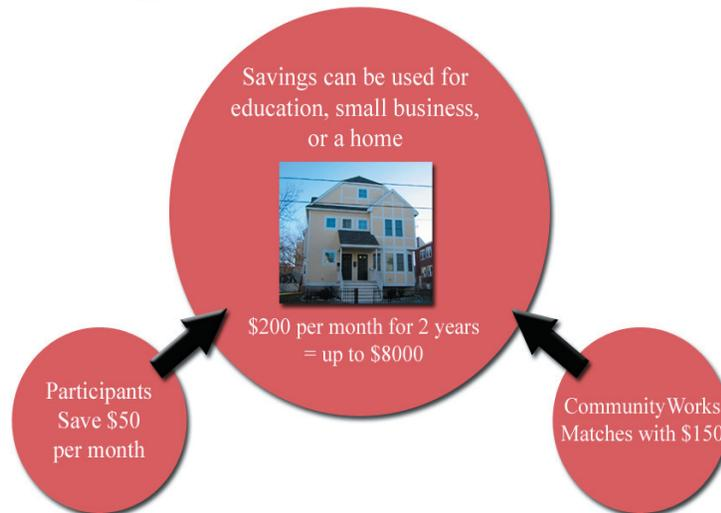 Savings can be used for
education, small business,
or a home
$200 per month for 2 years
= up to $8000
Participants
Save $50
per month
CommunityWorks
Matches with $150